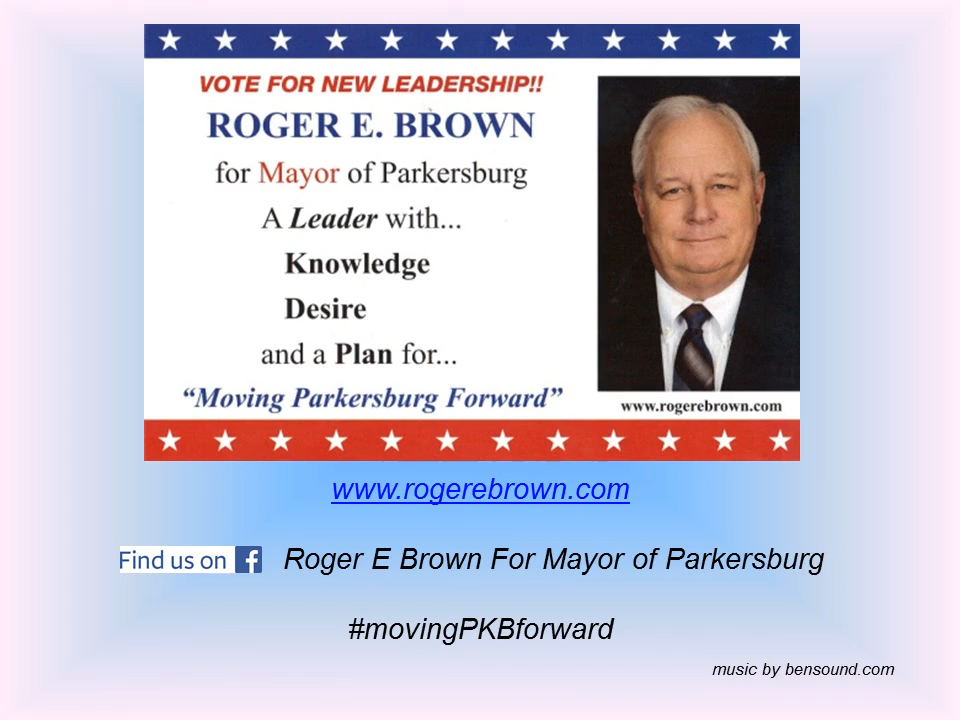 VOTE FOR NEW LEADERSHIP!!
ROGER E. BROWN
for Mayor of Parkersburg
A Leader with...
Knowledge
Desire
and a Plan for...
“Moving Parkersburg Forward”
www.rogerebrown.com
www.rogerebrown.com
Find us on f Roger E Brown For Mayor of Parkersburg
#movingPKBforward
music by bensound.com